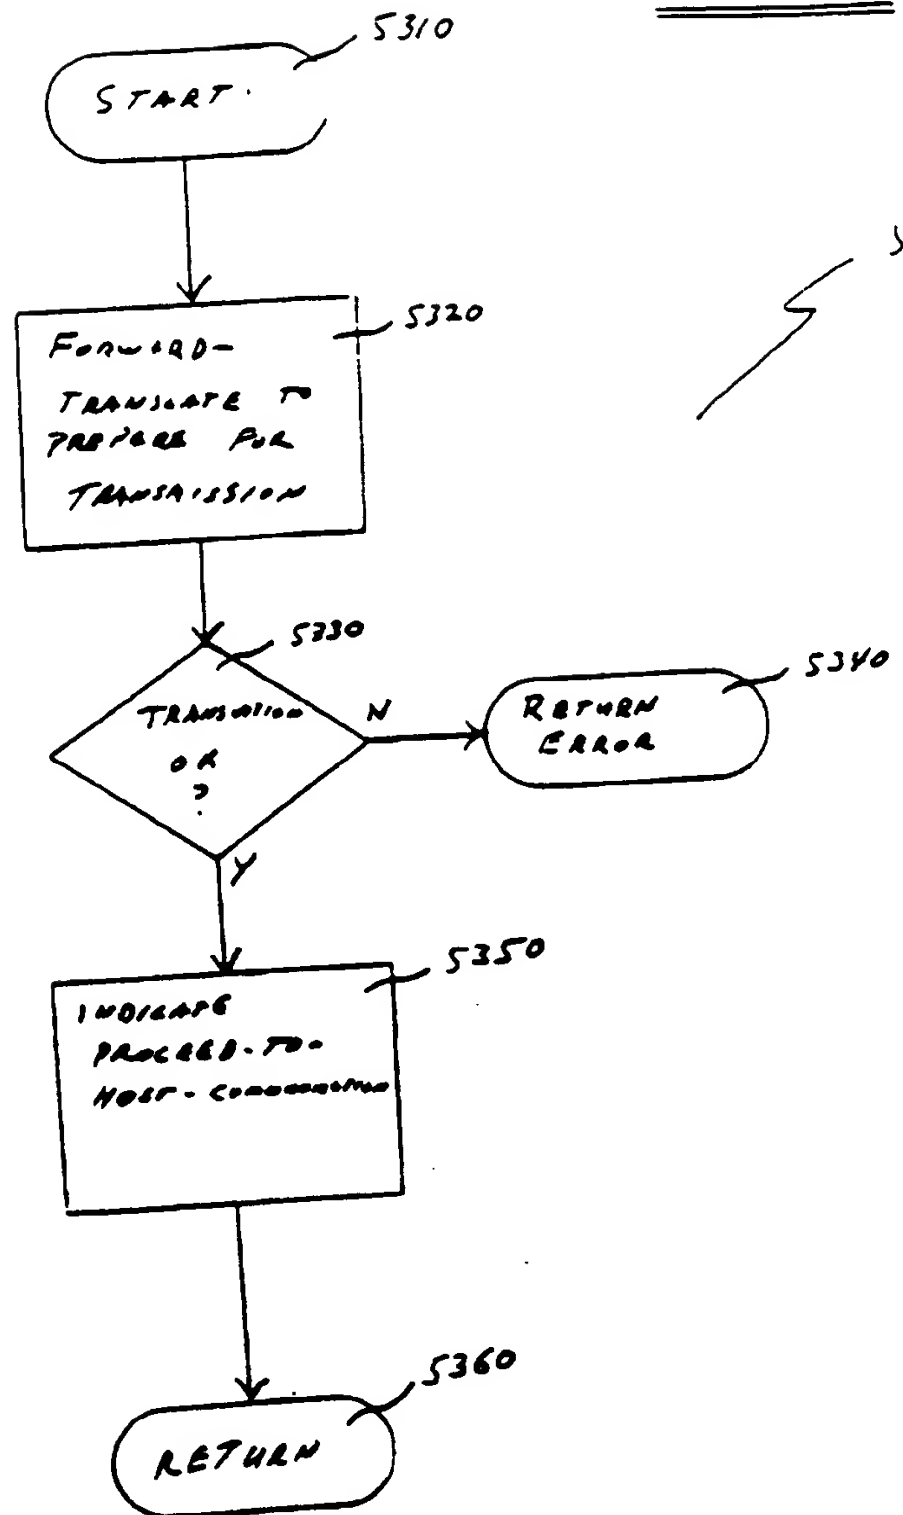 5310
START
5320
FORWARD-
TRANSLATE TO
PREPARE FOR
TRANSMISSION
5330
TRANSLATION
OK
?
N
5340
RETURN
ERROR
Y
5350
INDICATE
PROCEED-TO-
HOST-COMMUNICATION
5360
RETURN